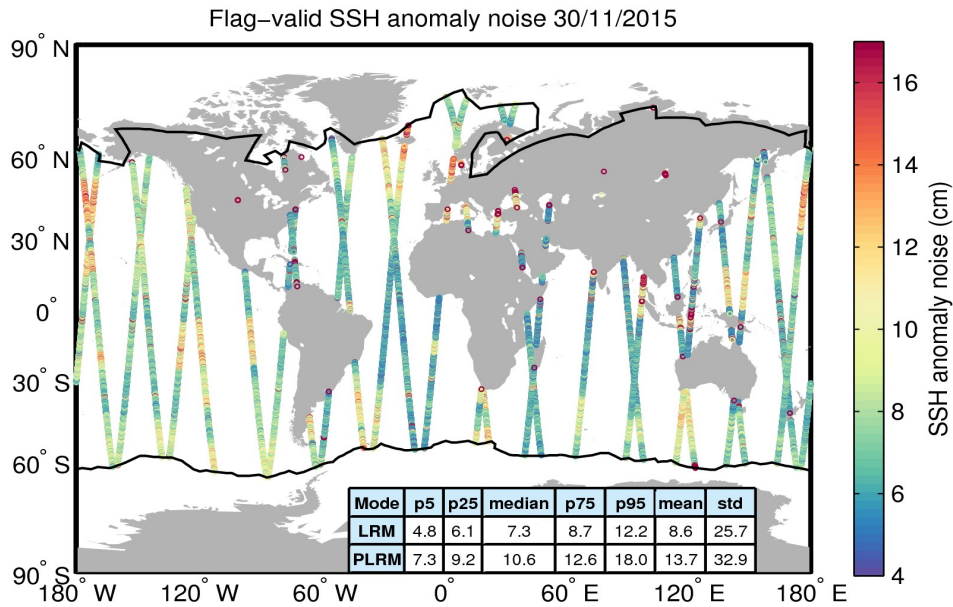 Flag−valid SSH anomaly noise 30/11/2015
90° N
60° N
30° N
0°
30° S
60° S
90° S
180° W
120° W
60° W
0°
60° E
120° E
180° E
Mode p5 p25 median p75 p95 mean std
LRM 4.8 6.1 7.3 8.7 12.2 8.6 25.7
PLRM 7.3 9.2 10.6 12.6 18.0 13.7 32.9
16
14
12
10
8
6
4
SSH anomaly noise (cm)